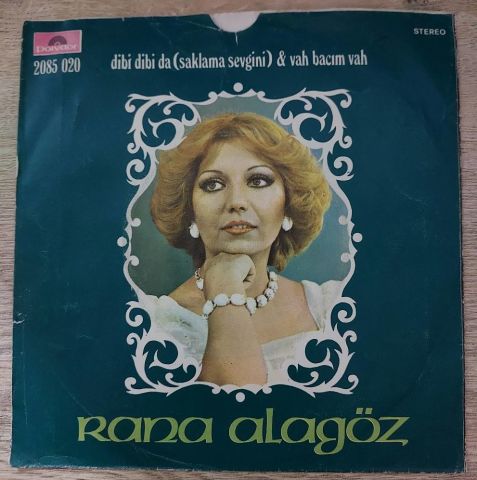 Polydor
STEREO
2085 020
dibi dibi da (saklama sevgini) & vah bacım vah
Rana alagöz